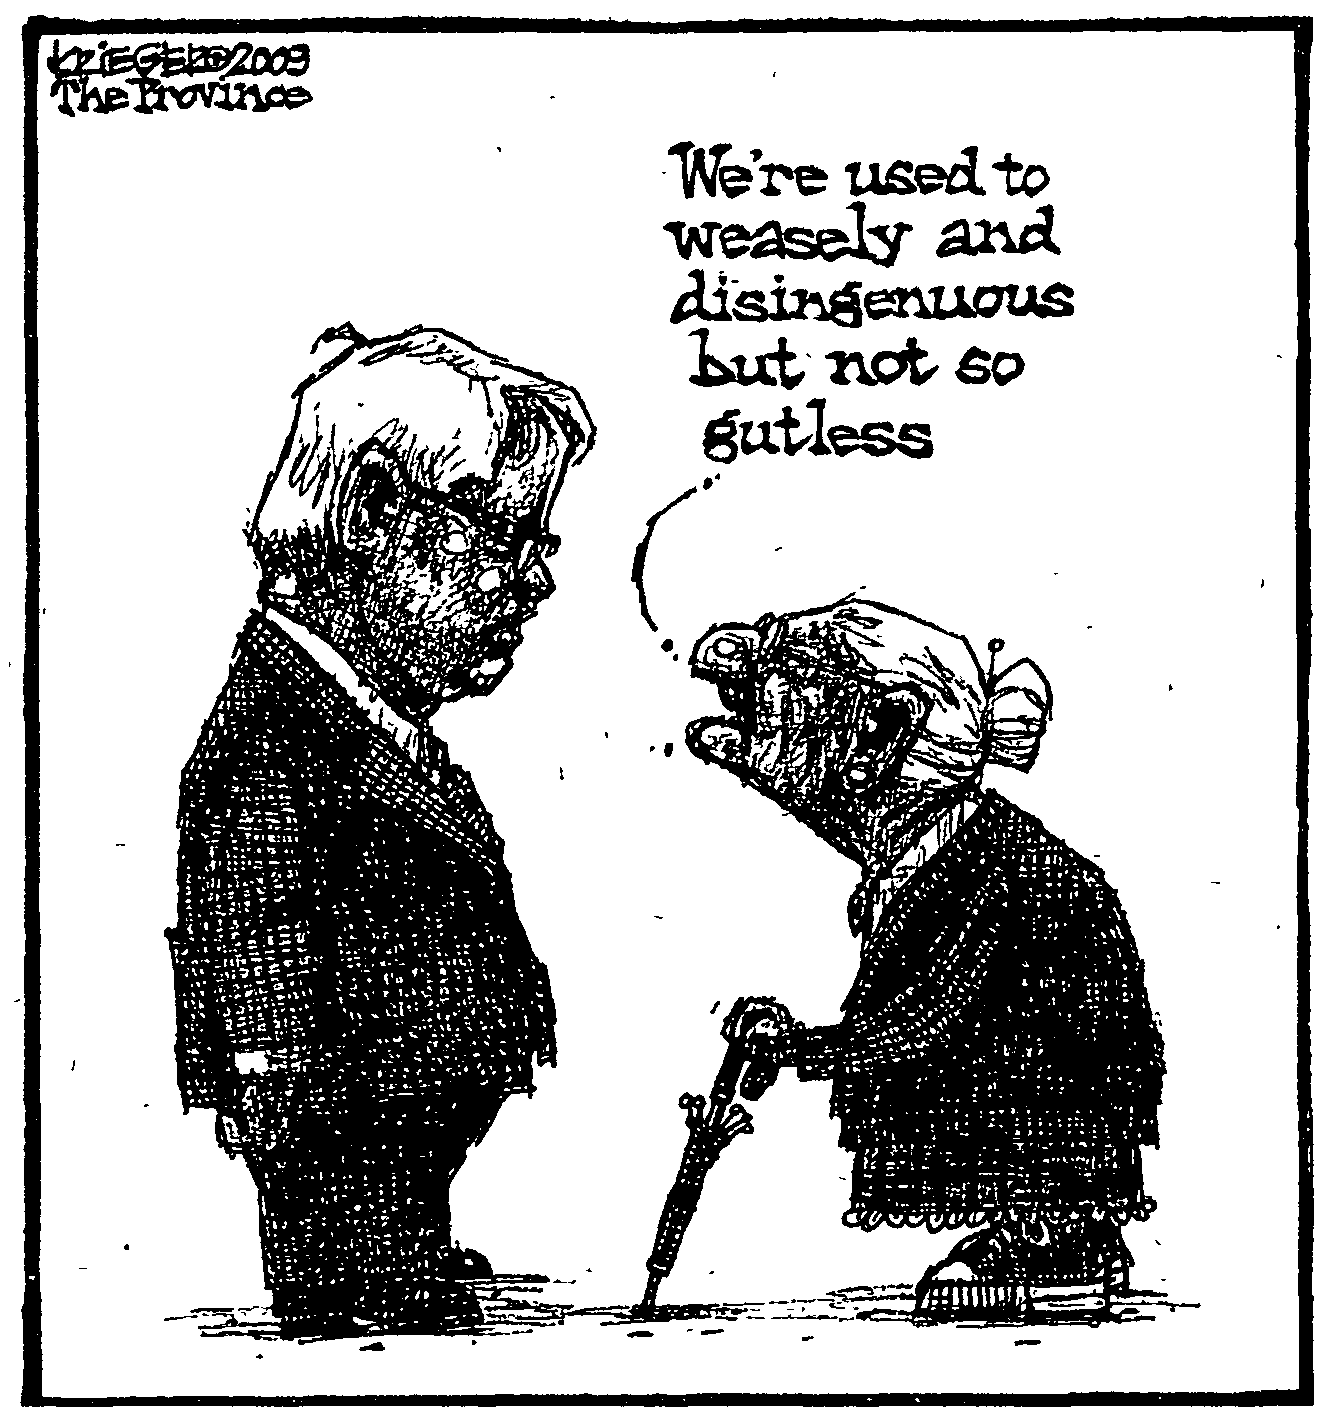 KRIEGER©2009
The Province
We're used to
weasely and
disingenuous
but not so
gutless